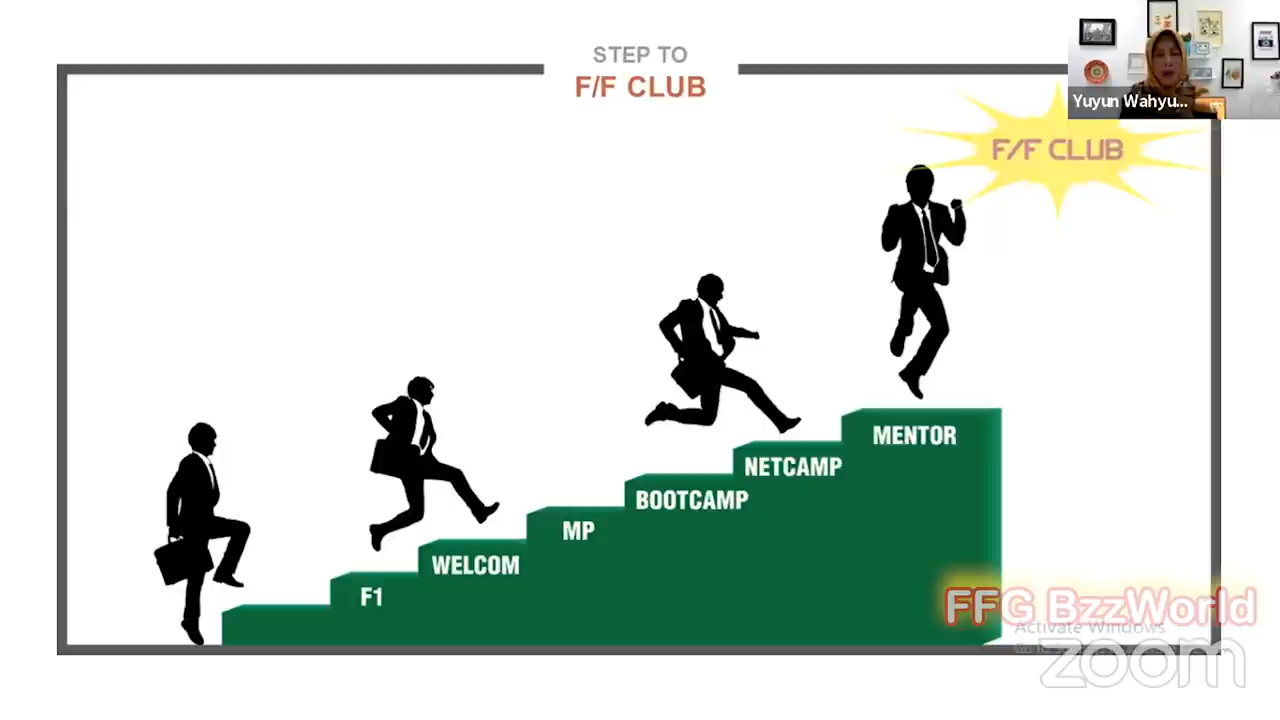 STEP TO
F/F CLUB
Yuyun Wahyu...
F/F CLUB
MENTOR
NETCAMP
BOOTCAMP
MP
WELCOM
F1
FFG BzzWorld
Activate Windows
zoom